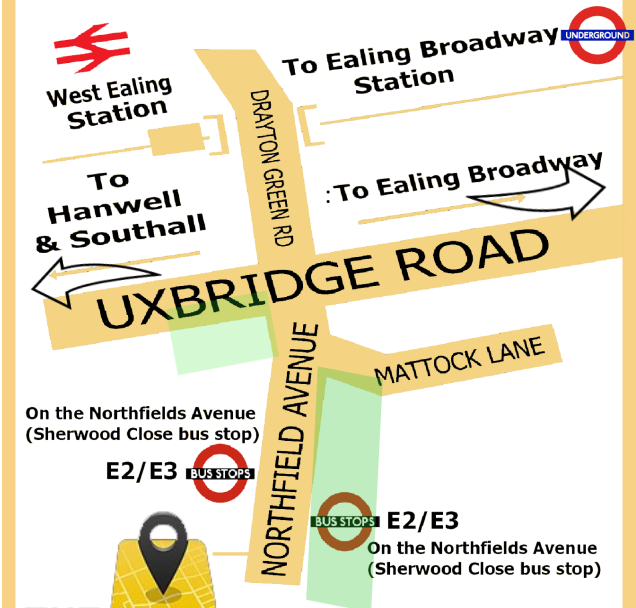 To Ealing Broadway
Station
UNDERGROUND
West Ealing
Station
DRAYTON GREEN RD
To
Hanwell
& Southall
:To Ealing Broadway
UXBRIDGE ROAD
NORTHFIELD AVENUE
MATTOCK LANE
On the Northfields Avenue
(Sherwood Close bus stop)
E2/E3 BUS STOPS
BUS STOPS E2/E3
On the Northfields Avenue
(Sherwood Close bus stop)